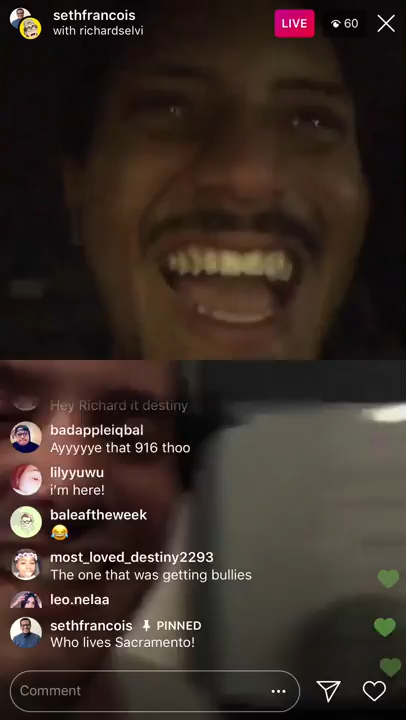 sethfrancois
with richardselvi
LIVE
60
Hey Richard it destiny
badappleiqbal
Ayyyyye that 916 thoo
lilyyuwu
i'm here!
baleaftheweek
😂
most_loved_destiny2293
The one that was getting bullies
leo.nelaa
sethfrancois PINNED
Who lives Sacramento!
Comment